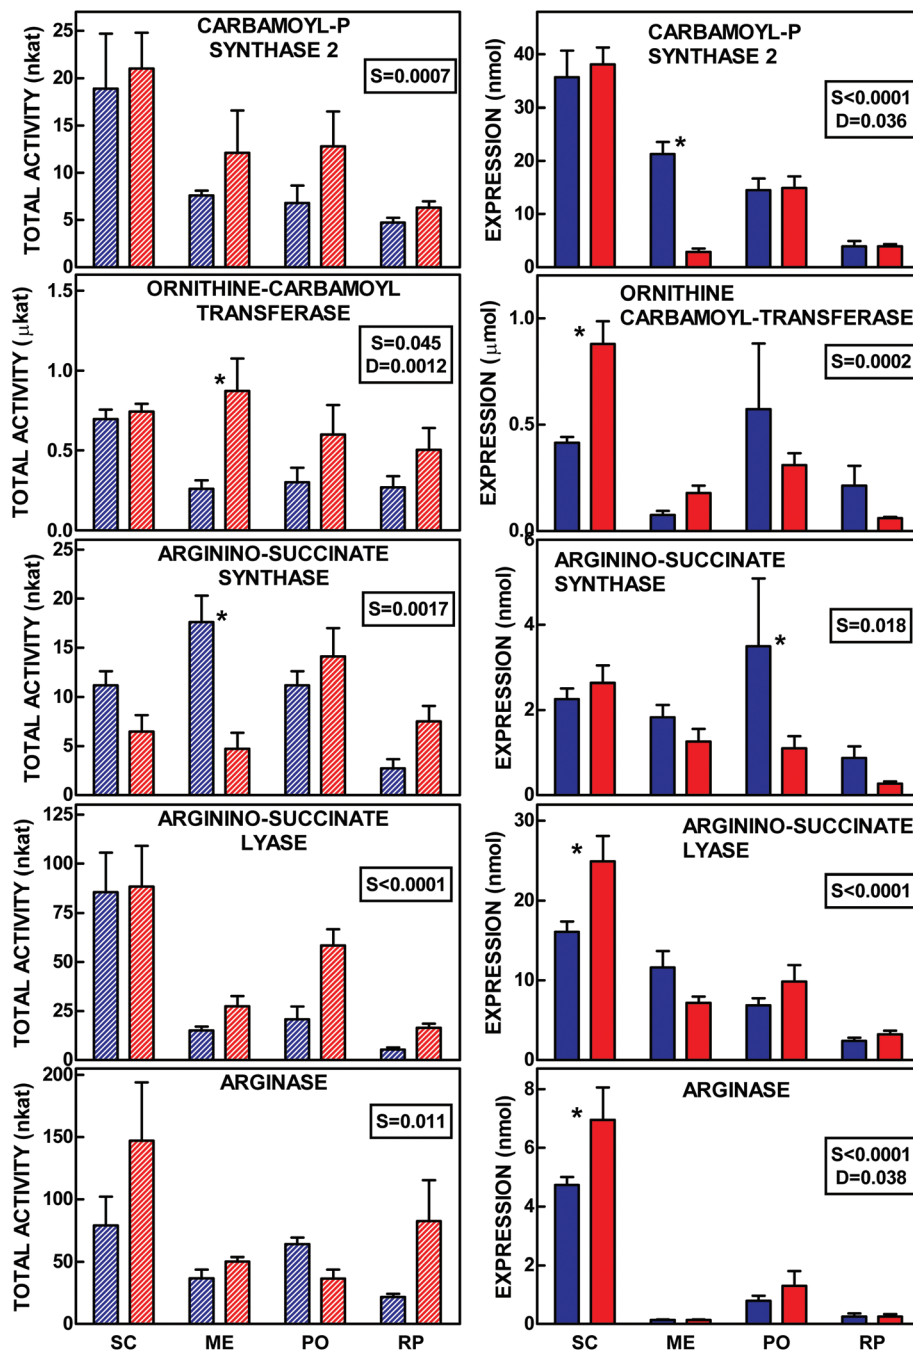 CARBAMOYL-P
SYNTHASE 2
S=0.0007
TOTAL ACTIVITY (nkat)
25
20
15
10
5
0
CARBAMOYL-P
SYNTHASE 2
S<0.0001
D=0.036
EXPRESSION (nmol)
40
30
20
10
0
*
ORNITHINE-CARBAMOYL
TRANSFERASE
S=0.045
D=0.0012
TOTAL ACTIVITY (μkat)
1.5
1.0
0.5
0.0
*
ORNITHINE
CARBAMOYL-TRANSFERASE
S=0.0002
EXPRESSION (μmol)
1.0
0.5
0.0
*
ARGININO-SUCCINATE
SYNTHASE
S=0.0017
TOTAL ACTIVITY (nkat)
25
20
15
10
5
0
*
ARGININO-SUCCINATE
SYNTHASE
S=0.018
EXPRESSION (nmol)
6
4
2
0
*
ARGININO-SUCCINATE
LYASE
S<0.0001
TOTAL ACTIVITY (nkat)
125
100
75
50
25
0
ARGININO-SUCCINATE
LYASE
S<0.0001
EXPRESSION (nmol)
30
20
10
0
*
ARGINASE
S=0.011
TOTAL ACTIVITY (nkat)
200
150
100
50
0
SC ME PO RP
ARGINASE
S<0.0001
D=0.038
EXPRESSION (nmol)
8
6
4
2
0
*
SC ME PO RP